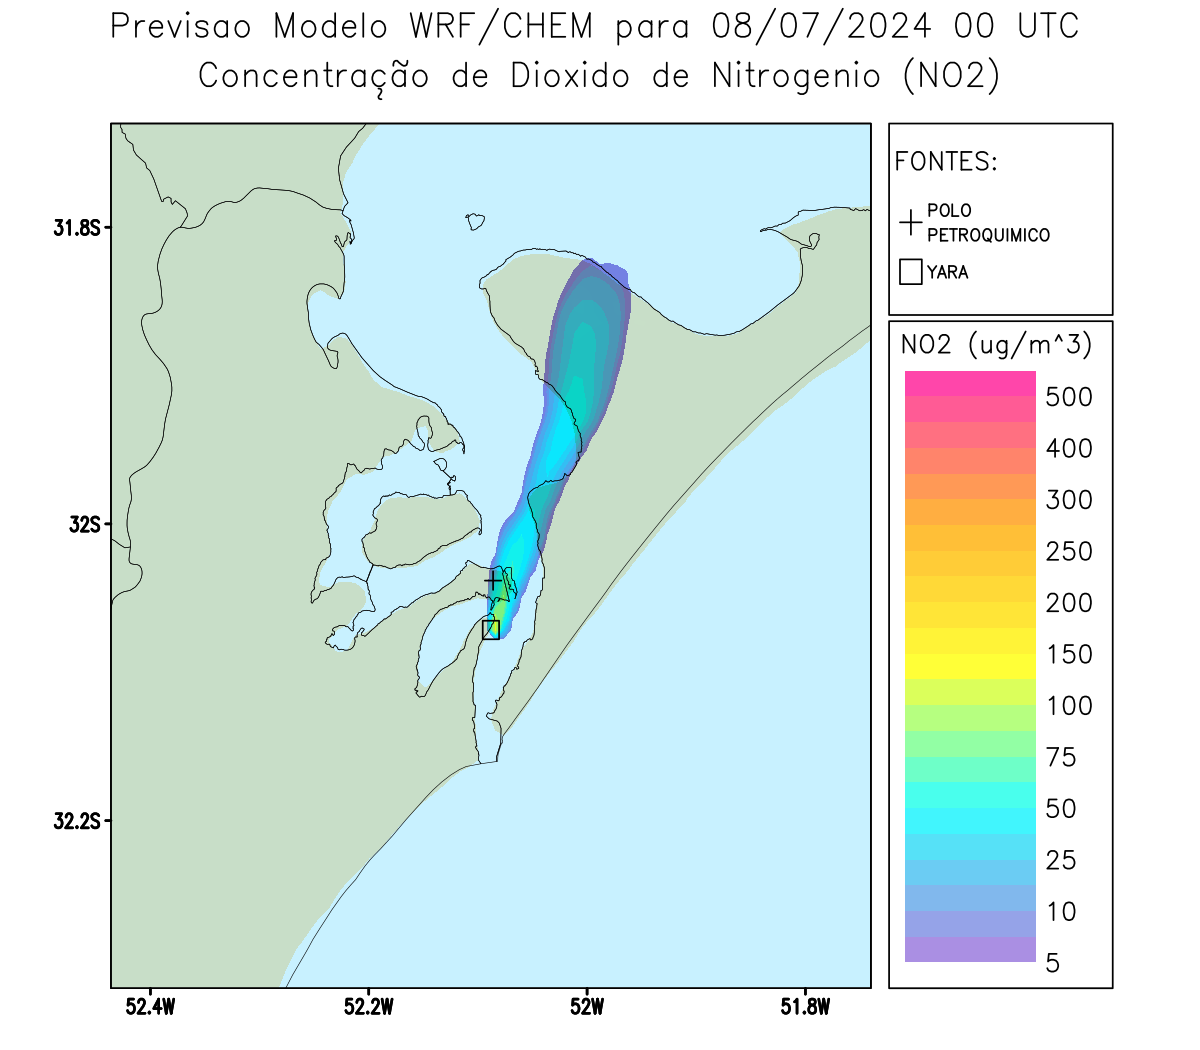 Previsao Modelo WRF/CHEM para 08/07/2024 00 UTC
Concentração de Dioxido de Nitrogenio (NO2)
FONTES:
POLO
PETROQUIMICO
YARA
31.8S
32S
32.2S
52.4W
52.2W
52W
51.8W
NO2 (ug/m^3)
500
400
300
250
200
150
100
75
50
25
10
5